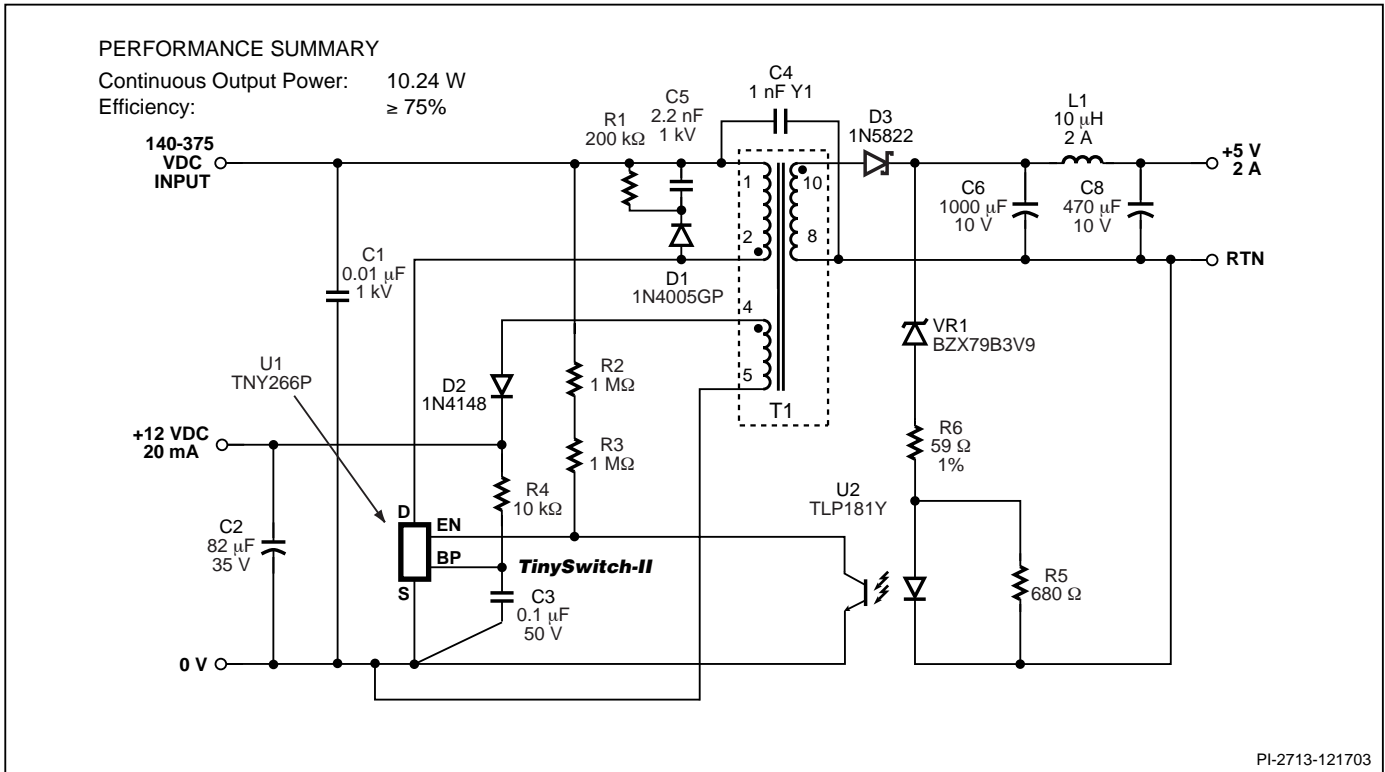 PERFORMANCE SUMMARY
Continuous Output Power: 10.24 W
Efficiency: ≥ 75%
140-375
VDC
INPUT
R1
200 kΩ
C5
2.2 nF
1 kV
C4
1 nF Y1
D3
1N5822
L1
10 μH
2 A
+5 V
2 A
1
10
C6
1000 μF
10 V
C8
470 μF
10 V
2
8
RTN
C1
0.01 μF
1 kV
D1
1N4005GP
4
5
T1
VR1
BZX79B3V9
U1
TNY266P
D2
1N4148
R2
1 MΩ
+12 VDC
20 mA
R3
1 MΩ
R6
59 Ω
1%
R4
10 kΩ
U2
TLP181Y
C2
82 μF
35 V
D
EN
BP
S
TinySwitch-II
C3
0.1 μF
50 V
R5
680 Ω
0 V
PI-2713-121703